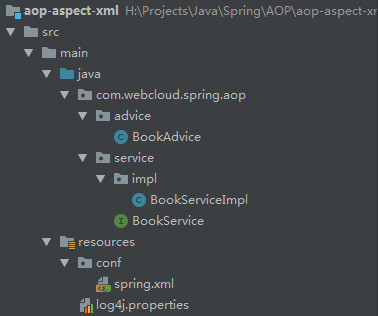 aop-aspect-xml H:\Projects\Java\Spring\AOP\aop-aspect-xm
src
main
java
com.webcloud.spring.aop
advice
BookAdvice
service
impl
BookServiceImpl
BookService
resources
conf
spring.xml
log4j.properties